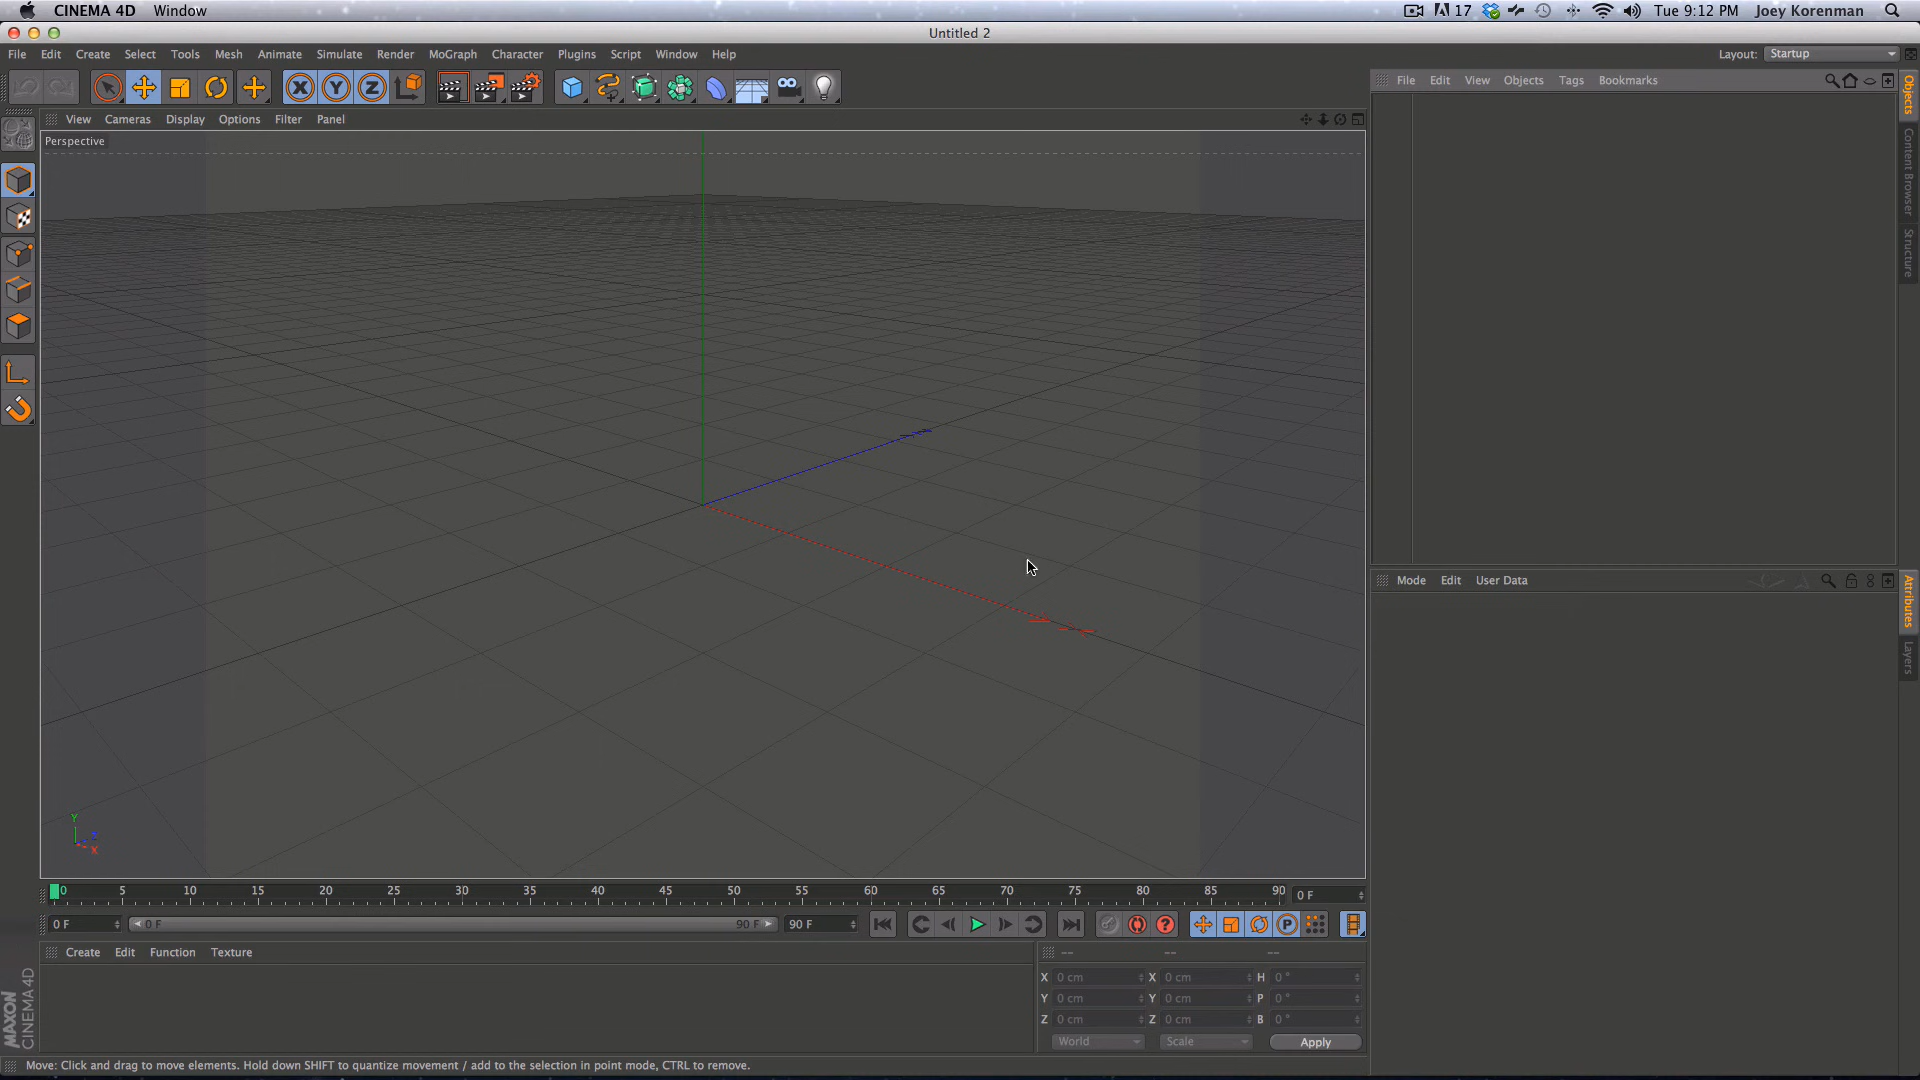 CINEMA 4D Window
17 Tue 9:12 PM Joey Korenman
Untitled 2
File Edit Create Select Tools Mesh Animate Simulate Render MoGraph Character Plugins Script Window Help
Layout: Startup
X Y Z
File Edit View Objects Tags Bookmarks
Objects
Content Browser
Structure
View Cameras Display Options Filter Panel
Perspective
Mode Edit User Data
Attributes
Layers
Y
Z
X
0 5 10 15 20 25 30 35 40 45 50 55 60 65 70 75 80 85 90
0 F
0 F 0 F 90 F 90 F
P
Create Edit Function Texture
-- -- --
X 0 cm X 0 cm H 0 °
Y 0 cm Y 0 cm P 0 °
Z 0 cm Z 0 cm B 0 °
World Scale Apply
MAXON
CINEMA 4D
Move: Click and drag to move elements. Hold down SHIFT to quantize movement / add to the selection in point mode, CTRL to remove.